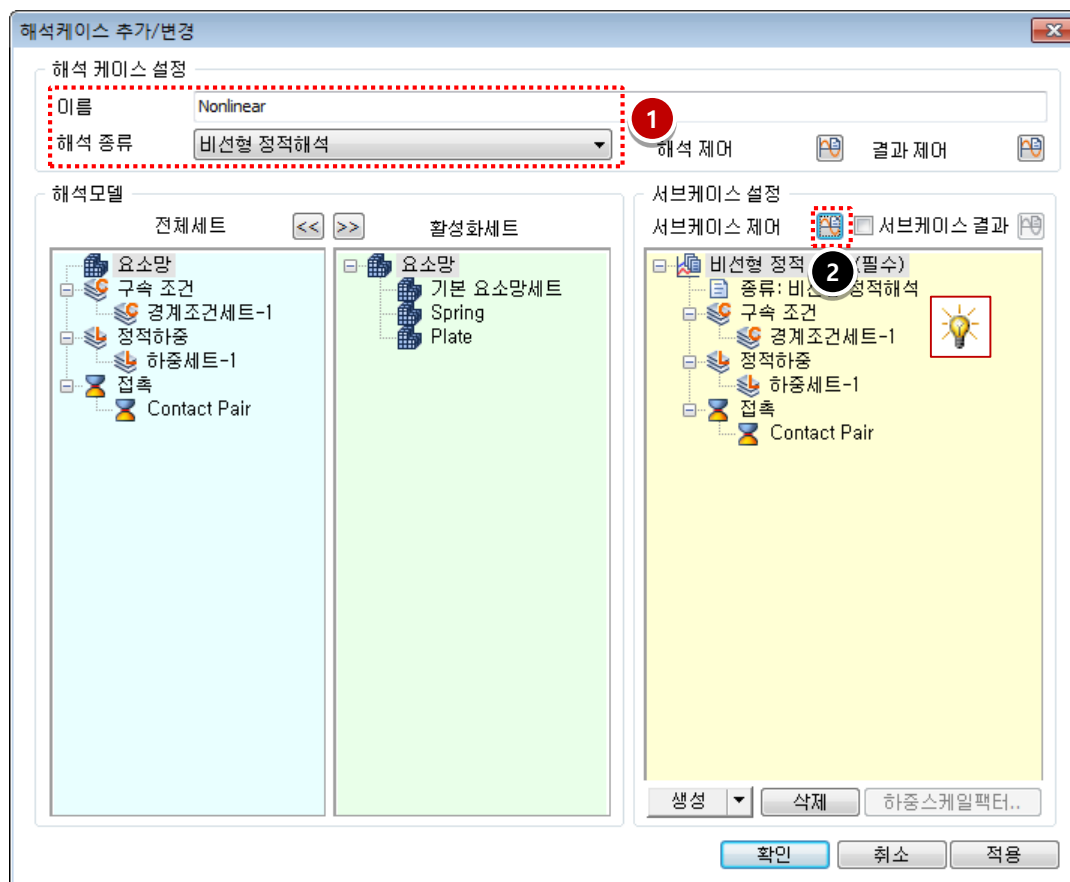 해석케이스 추가/변경
해석 케이스 설정
이름 Nonlinear
1
해석 종류 비선형 정적해석
해석 제어 결과 제어
해석모델
전체세트 << >> 활성화세트
요소망
구속 조건
경계조건세트-1
정적하중
하중세트-1
접촉
Contact Pair
요소망
기본 요소망세트
Spring
Plate
서브케이스 설정
서브케이스 제어 서브케이스 결과
2
비선형 정적 (필수)
종류: 비 정적해석
구속 조건
경계조건세트-1
정적하중
하중세트-1
접촉
Contact Pair
생성 삭제 하중스케일팩터..
확인 취소 적용